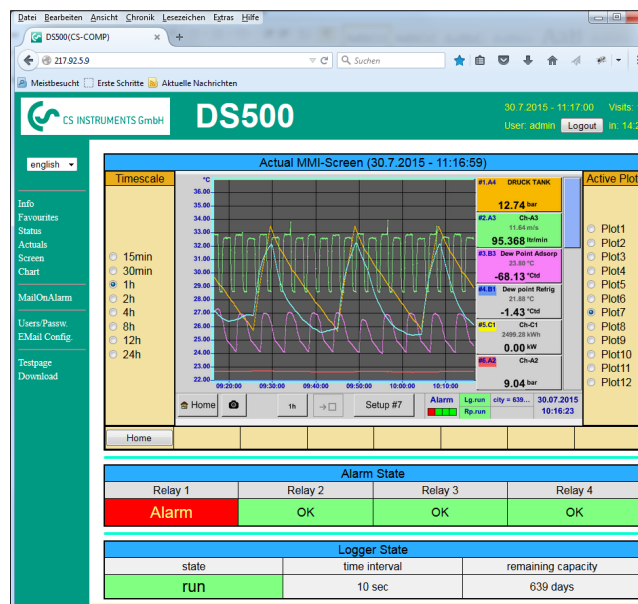 Datei Bearbeiten Ansicht Chronik Lesezeichen Extras Hilfe
DS500(CS-COMP)
217.92.5.9
Suchen
Meistbesucht Erste Schritte Aktuelle Nachrichten
CS INSTRUMENTS GmbH
DS500
30.7.2015 - 11:17:00 Visits:
User: admin Logout in: 14:2
english
Info
Favourites
Status
Actuals
Screen
Chart
MailOnAlarm
Users/Passw.
EMail Config.
Testpage
Download
Actual MMI-Screen (30.7.2015 - 11:16:59)
Timescale
15min
30min
1h
2h
4h
8h
12h
24h
°C
36.00
35.00
34.00
33.00
32.00
31.00
30.00
29.00
28.00
27.00
26.00
25.00
24.00
23.00
22.00
09:20:00 09:30:00 09:40:00 09:50:00 10:00:00 10:10:00
#1.A4 DRUCK TANK
12.74 bar
#2.A3 Ch-A3
11.64 m/s
95.368 ltr/min
#3.B3 Dew Point Adsorp
23.80 °C
-68.13 °Ctd
#4.B1 Dew point Refrig
21.88 °C
-1.43 °Ctd
#5.C1 Ch-C1
2499.28 kWh
0.00 kW
#6.A2 Ch-A2
9.04 bar
Home 1h Setup #7
Alarm Lg.run city = 639... 30.07.2015
Rp.run 10:16:23
Active Plot
Plot1
Plot2
Plot3
Plot4
Plot5
Plot6
Plot7
Plot8
Plot9
Plot10
Plot11
Plot12
Home
Alarm State
Relay 1 Relay 2 Relay 3 Relay 4
Alarm OK OK OK
Logger State
state time interval remaining capacity
run 10 sec 639 days